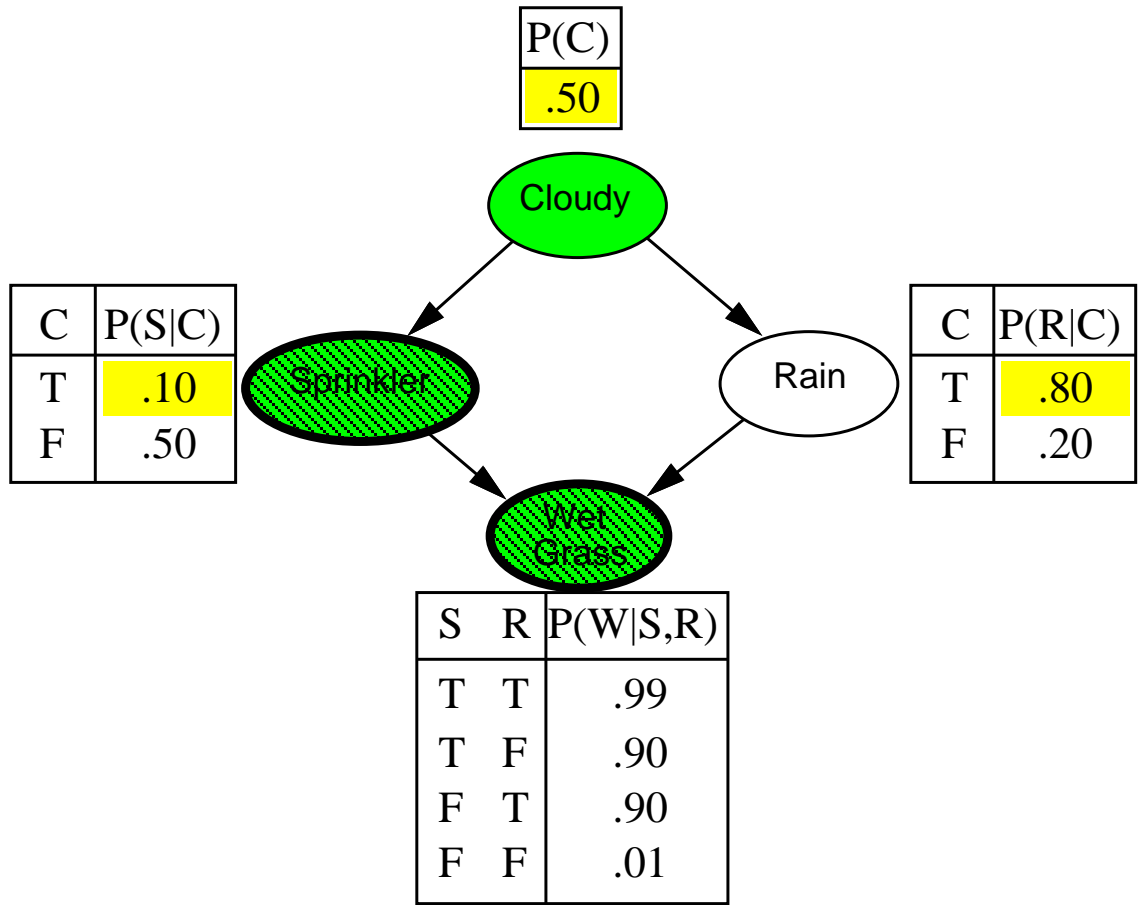 P(C)
.50
Cloudy
C P(S|C)
T .10
F .50
Sprinkler
Rain
C P(R|C)
T .80
F .20
Wet
Grass
S R P(W|S,R)
T T .99
T F .90
F T .90
F F .01